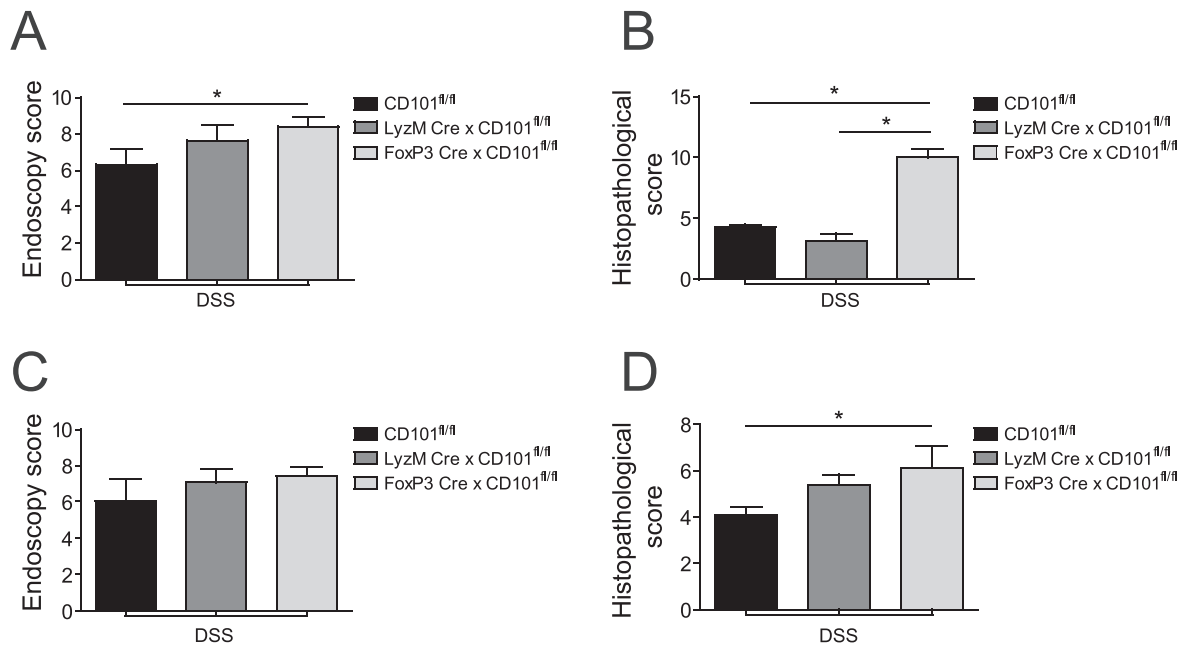 A
Endoscopy score
10
8
6
4
2
0
*
DSS
CD101fl/fl
LyzM Cre x CD101fl/fl
FoxP3 Cre x CD101fl/fl
B
Histopathological
score
15
10
5
0
*
*
DSS
CD101fl/fl
LyzM Cre x CD101fl/fl
FoxP3 Cre x CD101fl/fl
C
Endoscopy score
10
8
6
4
2
0
DSS
CD101fl/fl
LyzM Cre x CD101fl/fl
FoxP3 Cre x CD101fl/fl
D
Histopathological
score
8
6
4
2
0
*
DSS
CD101fl/fl
LyzM Cre x CD101fl/fl
FoxP3 Cre x CD101fl/fl